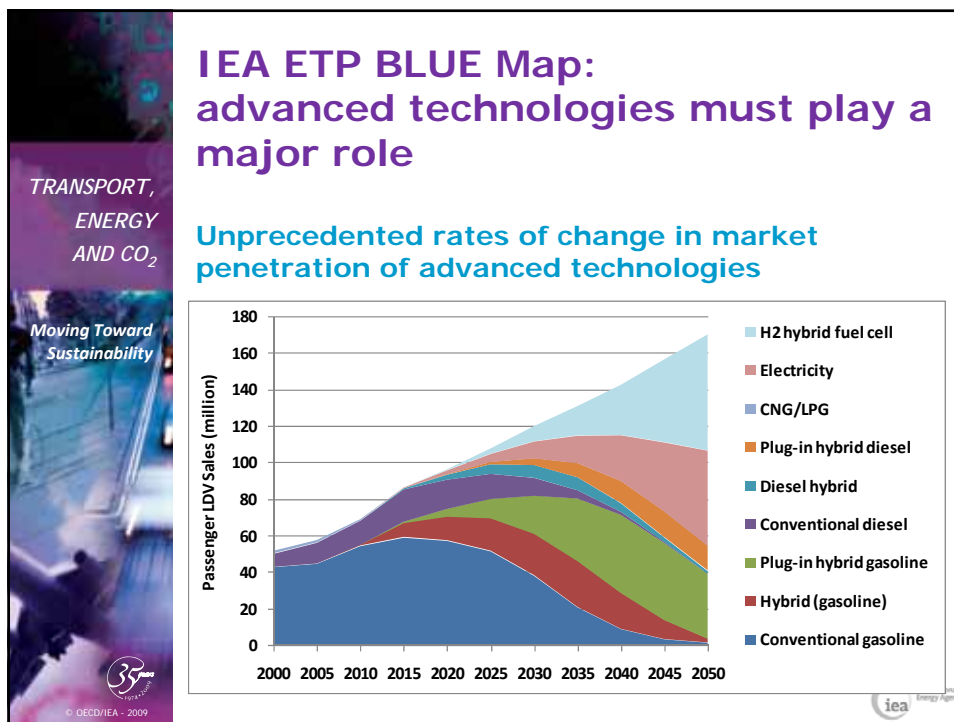 IEA ETP BLUE Map:
advanced technologies must play a
major role
TRANSPORT,
ENERGY
AND CO2
Unprecedented rates of change in market
penetration of advanced technologies
Moving Toward
Sustainability
Passenger LDV Sales (million)
180
160
140
120
100
80
60
40
20
0
2000 2005 2010 2015 2020 2025 2030 2035 2040 2045 2050
H2 hybrid fuel cell
Electricity
CNG/LPG
Plug-in hybrid diesel
Diesel hybrid
Conventional diesel
Plug-in hybrid gasoline
Hybrid (gasoline)
Conventional gasoline
35
1974-2009
© OECD/IEA - 2009
iea
Energy